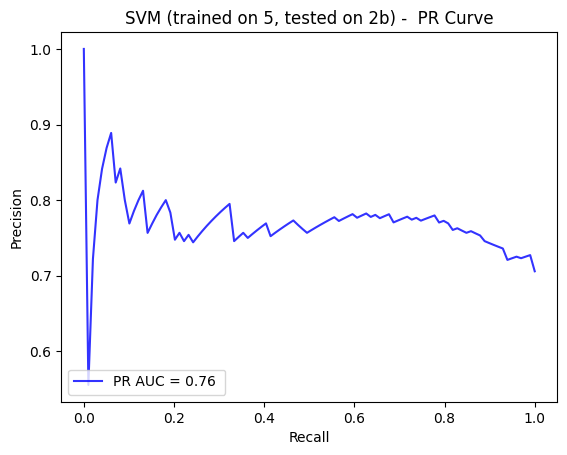 SVM (trained on 5, tested on 2b) -  PR Curve
1.0
0.9
0.8
0.7
0.6
Precision
PR AUC = 0.76
0.0 0.2 0.4 0.6 0.8 1.0
Recall